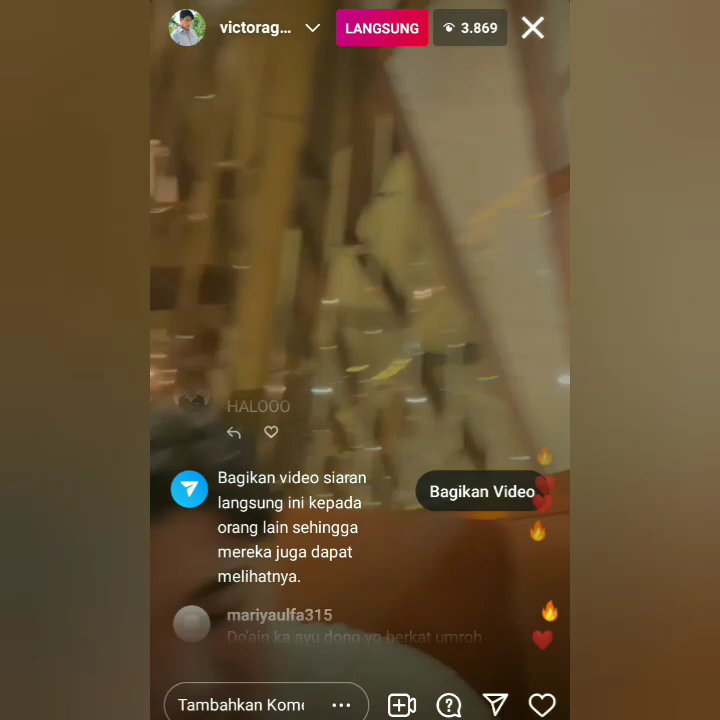 victorag...
LANGSUNG
3.869
HALOOO
Bagikan video siaran
langsung ini kepada
orang lain sehingga
mereka juga dapat
melihatnya.
Bagikan Video
mariyaulfa315
Do'ain ka ayu dong yg berkat umroh
Tambahkan Kome